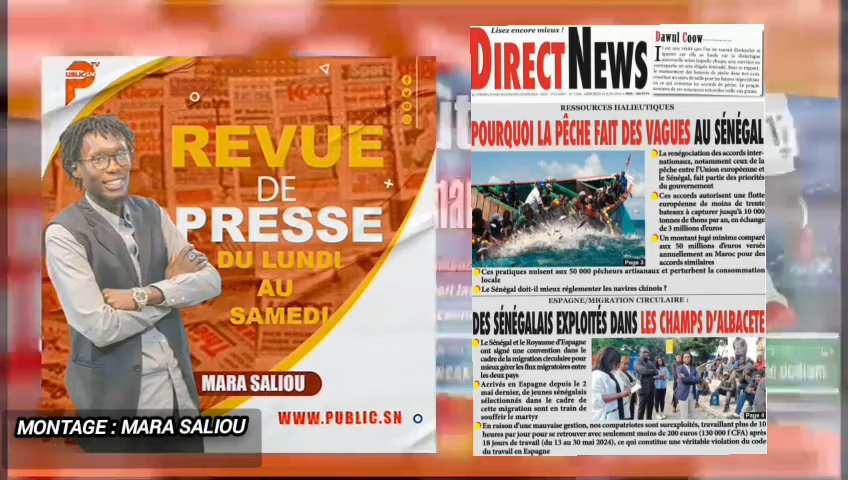 PUBLIC.SN
TV
REVUE
DE
PRESSE
DU LUNDI
AU
SAMEDI
MARA SALIOU
WWW.PUBLIC.SN
MONTAGE : MARA SALIOU
Lisez encore mieux !
DIRECT NEWS
Dawul Coow
RESSOURCES HALIEUTIQUES
POURQUOI LA PÊCHE FAIT DES VAGUES AU SÉNÉGAL
La renégociation des accords inter-
nationaux, notamment ceux de la
pêche entre l'Union européenne et
le Sénégal, fait partie des priorités
du gouvernement
Ces accords autorisent une flotte
européenne de moins de trente
bateaux à capturer jusqu'à 10 000
tonnes de thons par an, en échange
de 3 millions d'euros
Un montant jugé minime comparé
aux 50 millions d'euros versés
annuellement au Maroc pour des
accords similaires
Page 3
Ces pratiques nuisent aux 50 000 pêcheurs artisanaux et perturbent la consommation
locale
Le Sénégal doit-il mieux réglementer les navires chinois ?
ESPAGNE/MIGRATION CIRCULAIRE :
DES SÉNÉGALAIS EXPLOITÉS DANS LES CHAMPS D'ALBACETE
Le Sénégal et le Royaume d'Espagne
ont signé une convention dans le
cadre de la migration circulaire pour
mieux gérer les flux migratoires entre
les deux pays
Arrivés en Espagne depuis le 2
mai dernier, de jeunes sénégalais
sélectionnés dans le cadre de
cette migration sont en train de
souffrir le martyr
Page 4
En raison d'une mauvaise gestion, nos compatriotes sont surexploités, travaillant plus de 10
heures par jour pour se retrouver avec seulement moins de 200 euros (130 000 f CFA) après
18 jours de travail (du 13 au 30 mai 2024), ce qui constitue une véritable violation du code
du travail en Espagne